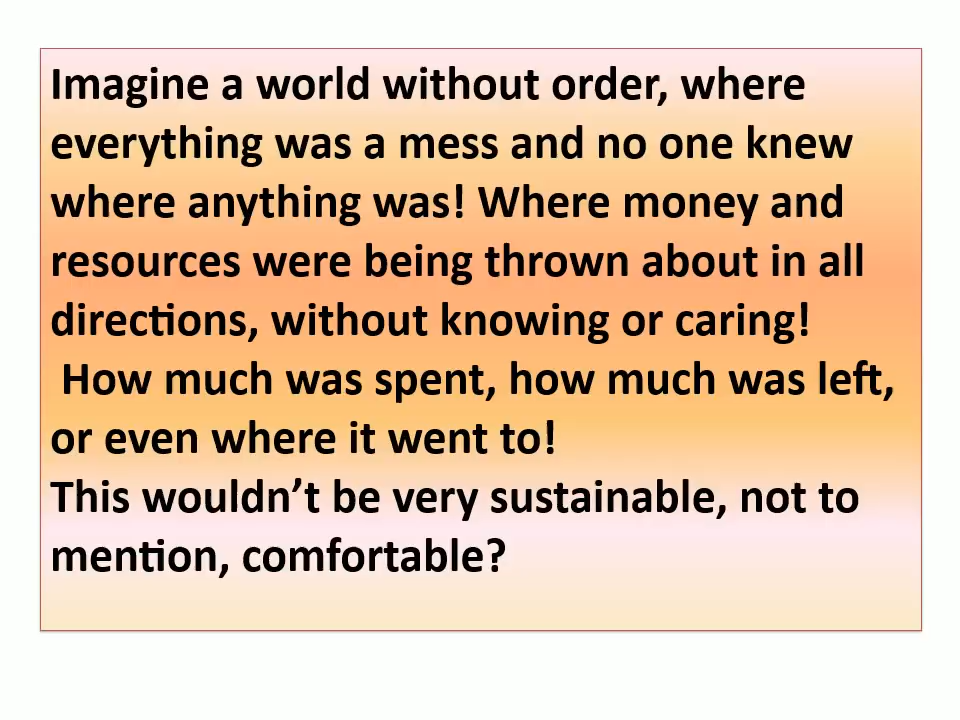 Imagine a world without order, where
everything was a mess and no one knew
where anything was! Where money and
resources were being thrown about in all
directions, without knowing or caring!
How much was spent, how much was left,
or even where it went to!
This wouldn’t be very sustainable, not to
mention, comfortable?